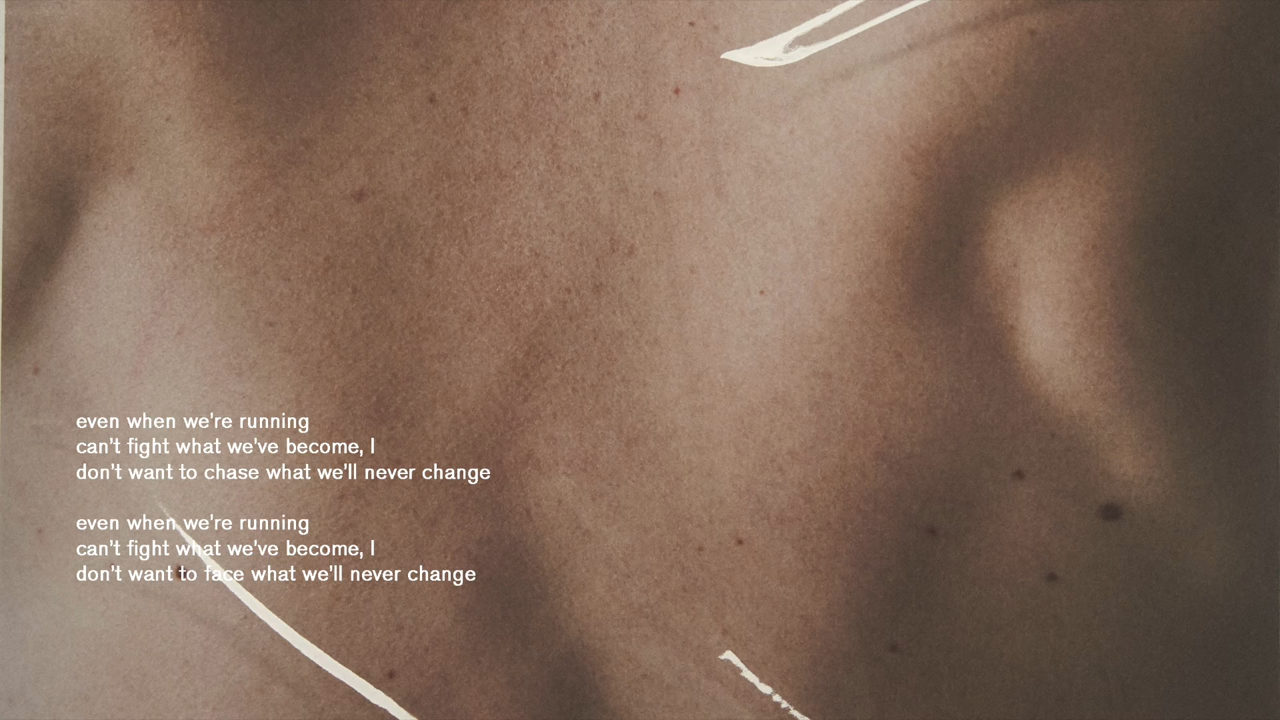 even when we're running
can't fight what we've become, I
don't want to chase what we'll never change
even when we're running
can't fight what we've become, I
don't want to face what we'll never change